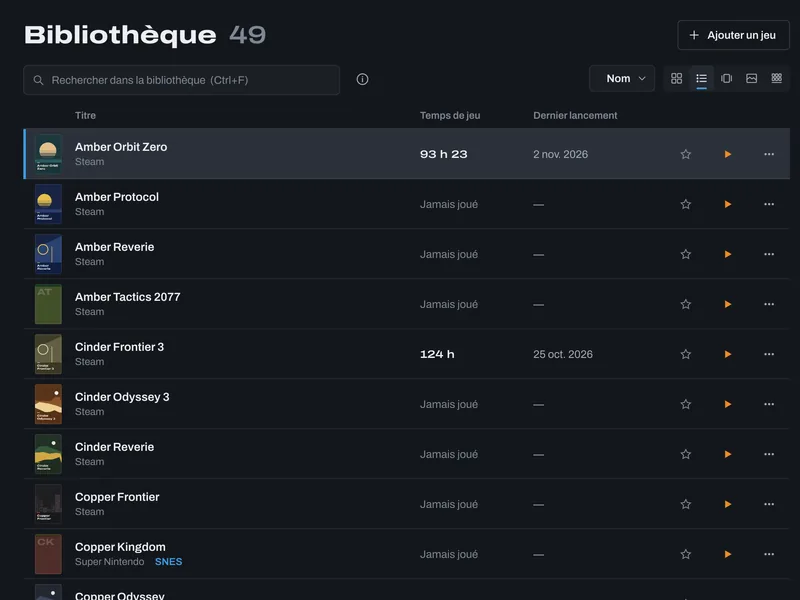 Bibliothèque 49
Ajouter un jeu
Rechercher dans la bibliothèque (Ctrl+F)
Nom
Titre Temps de jeu Dernier lancement
Amber Orbit Zero
Steam
93 h 23 2 nov. 2026
Amber Protocol
Steam
Jamais joué —
Amber Reverie
Steam
Jamais joué —
AT
Amber Tactics 2077
Steam
Jamais joué —
Cinder Frontier 3
Steam
124 h 25 oct. 2026
Cinder Odyssey 3
Steam
Jamais joué —
Cinder Reverie
Steam
Jamais joué —
Copper Frontier
Steam
Jamais joué —
CK
Copper Kingdom
Super Nintendo SNES
Jamais joué —
Copper Odyssey